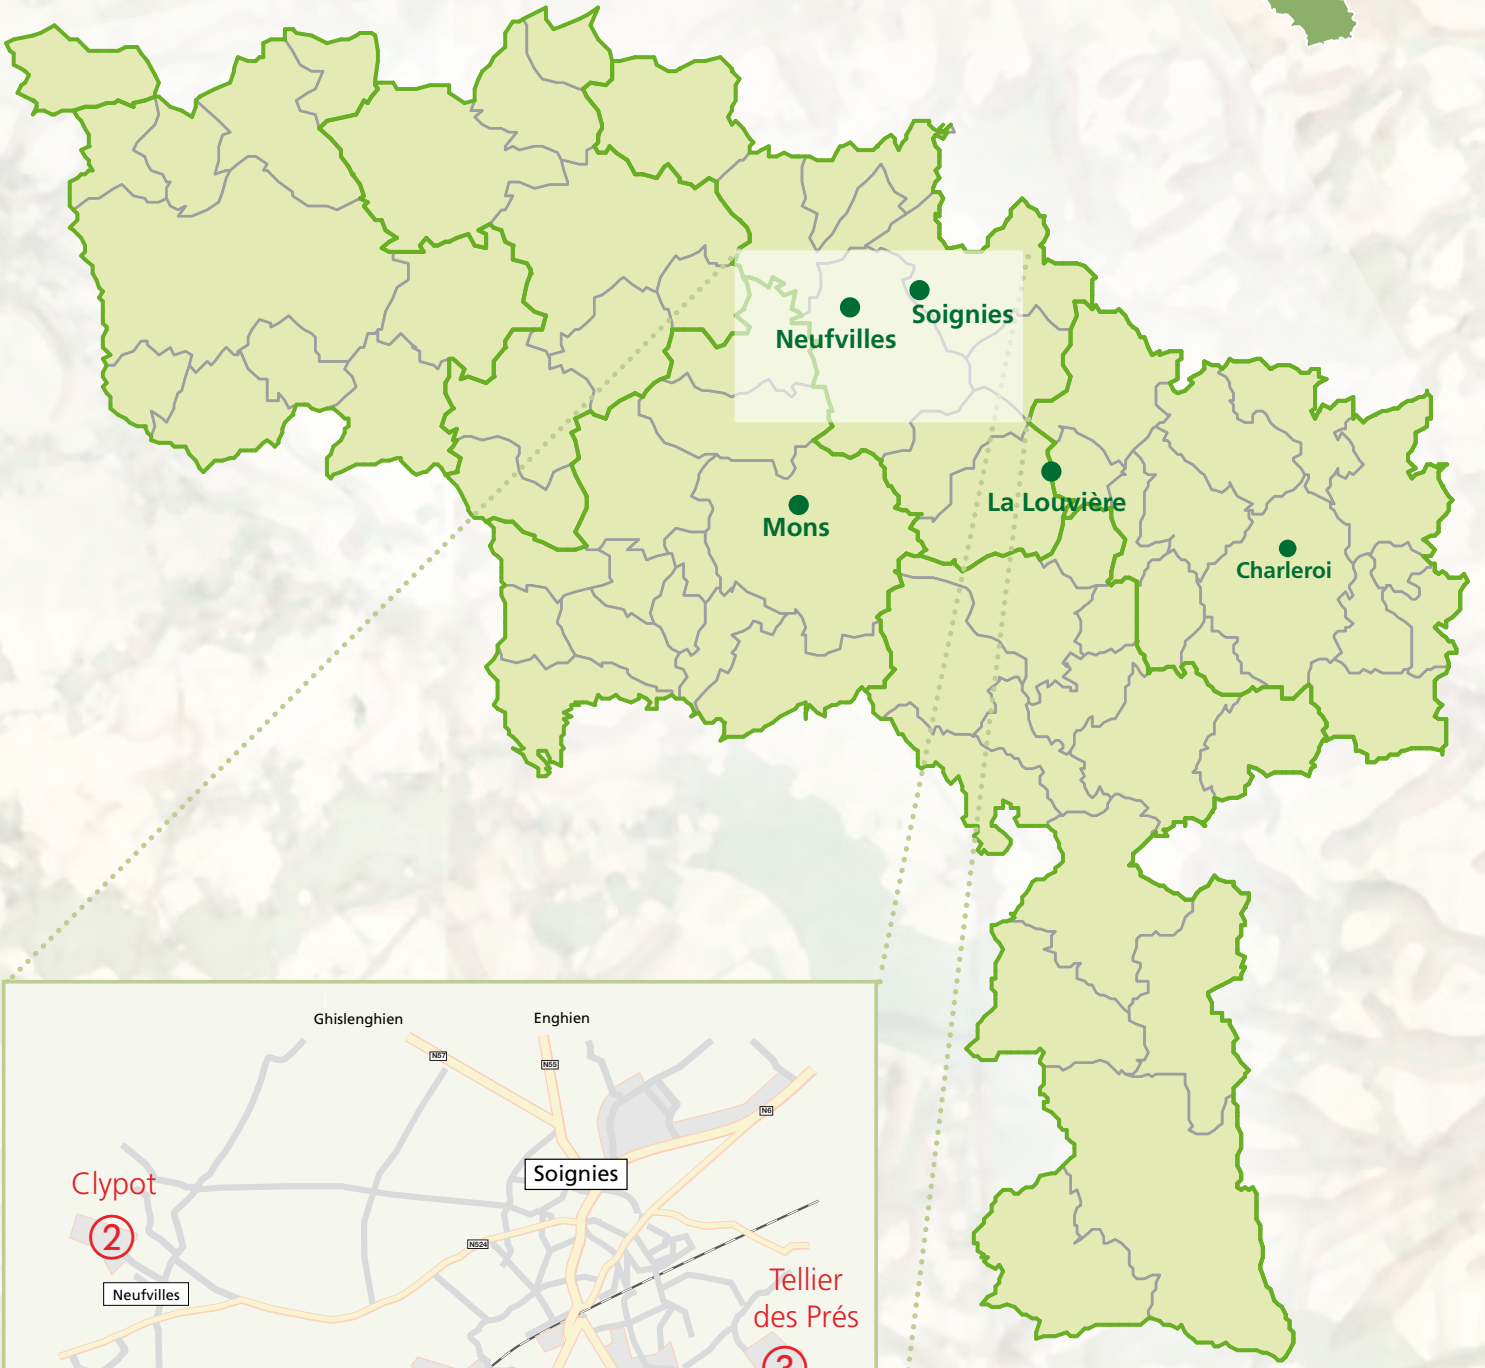 Soignies
Neufvilles
La Louvière
Mons
Charleroi
Ghislenghien
Enghien
N57
N55
N6
Soignies
Clypot
2
N524
Neufvilles
Tellier
des Prés
3